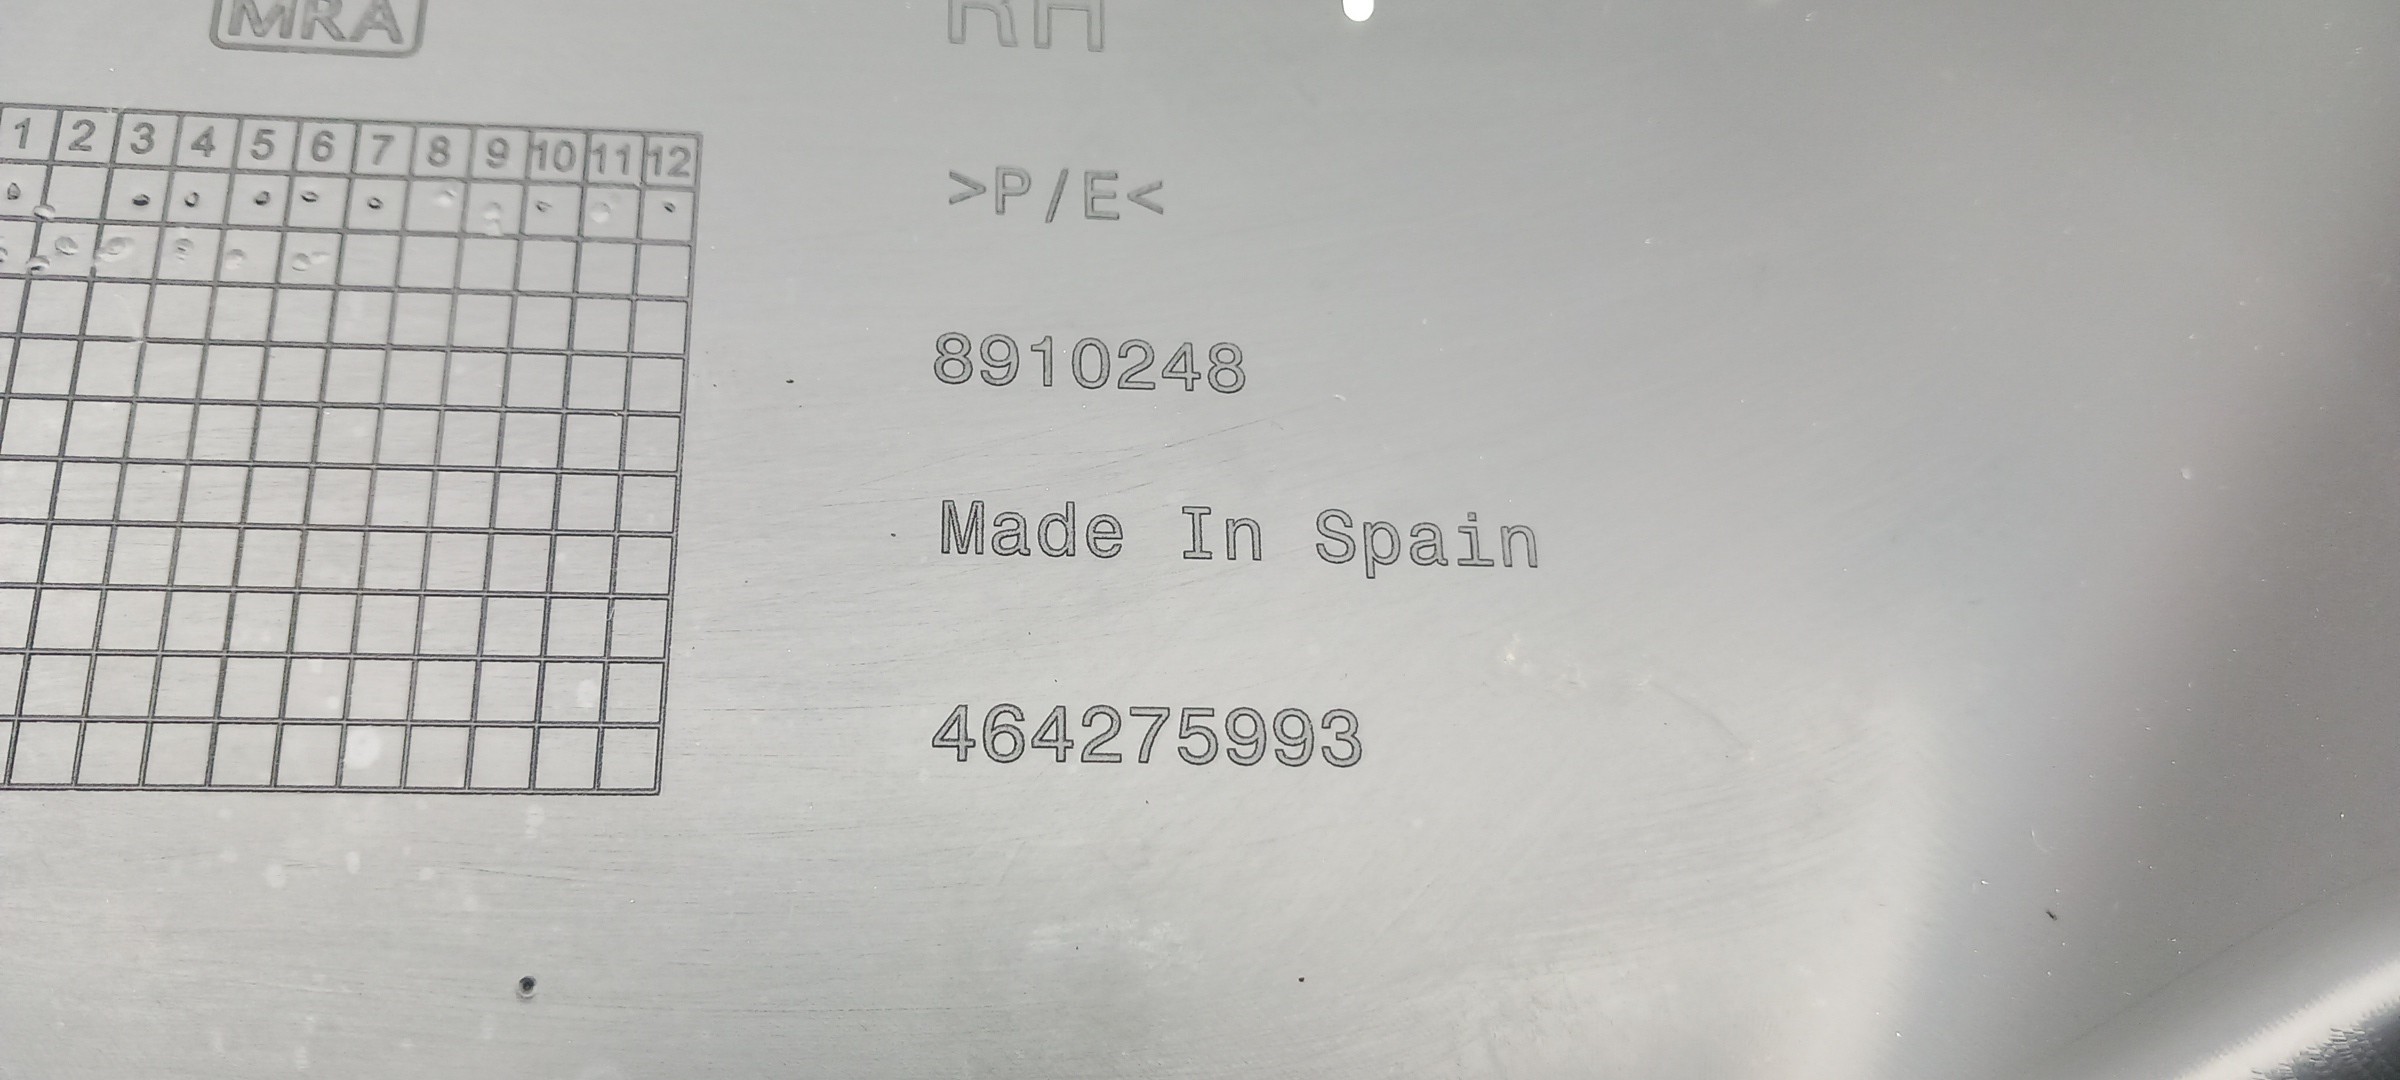 MRA
RH
1 2 3 4 5 6 7 8 9 10 11 12
>P/E<
8910248
Made In Spain
464275993